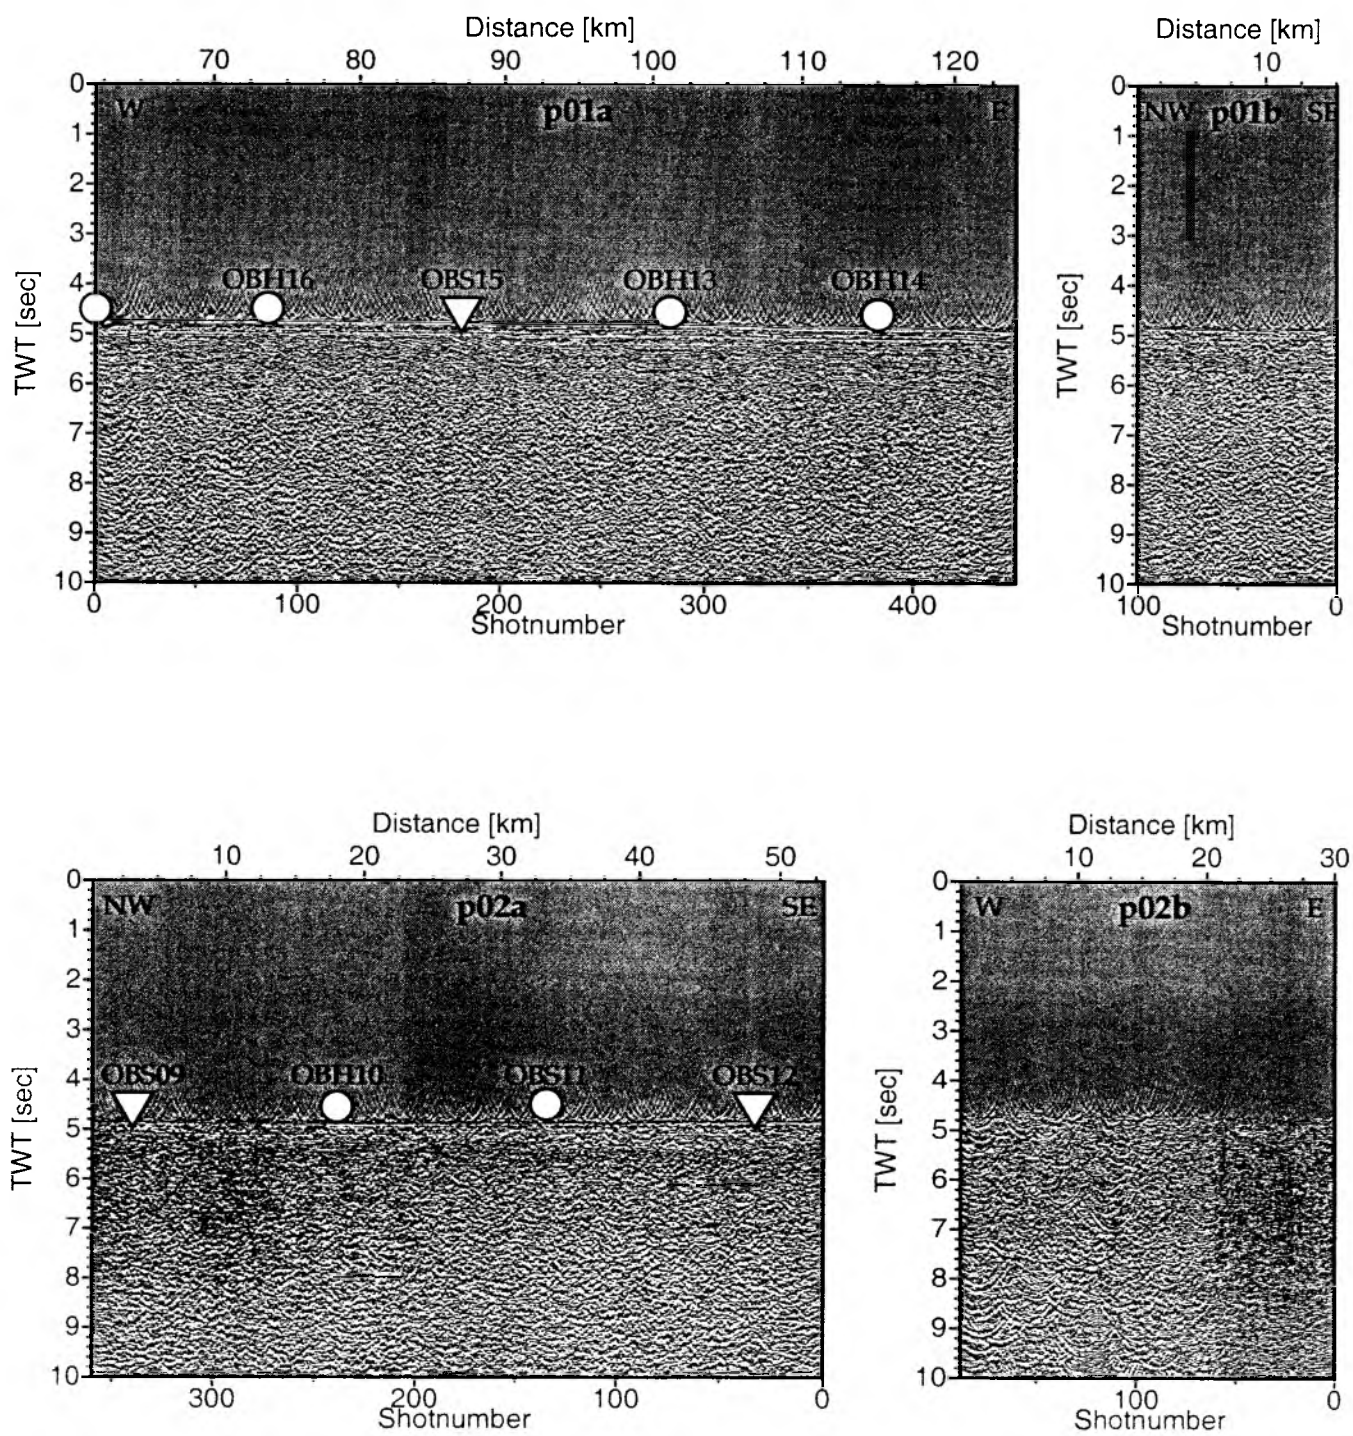 Distance [km]
70 80 90 100 110 120
0
1
2
3
4
5
6
7
8
9
10
TWT [sec]
W p01a E
OBH16 OBS15 OBH13 OBH14
0 100 200 300 400
Shotnumber
Distance [km]
10
0
1
2
3
4
5
6
7
8
9
10
TWT [sec]
NW p01b SE
100 0
Shotnumber
Distance [km]
10 20 30 40 50
0
1
2
3
4
5
6
7
8
9
10
TWT [sec]
NW p02a SE
OBS09 OBH10 OBS11 OBS12
300 200 100 0
Shotnumber
Distance [km]
10 20 30
0
1
2
3
4
5
6
7
8
9
10
TWT [sec]
W p02b E
100 0
Shotnumber